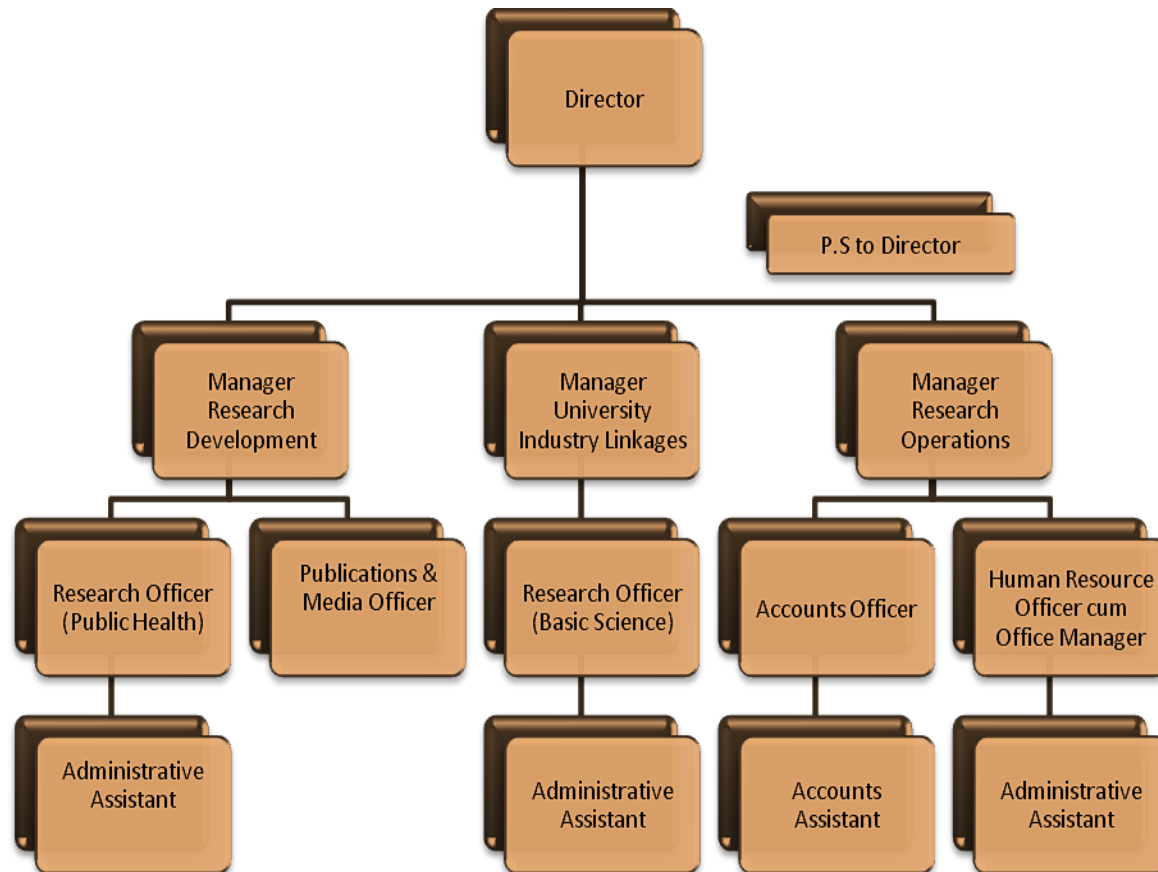 Director
P.S to Director
Manager
Research
Development
Manager
University
Industry Linkages
Manager
Research
Operations
Research Officer
(Public Health)
Publications &
Media Officer
Research Officer
(Basic Science)
Accounts Officer
Human Resource
Officer cum
Office Manager
Administrative
Assistant
Administrative
Assistant
Accounts
Assistant
Administrative
Assistant